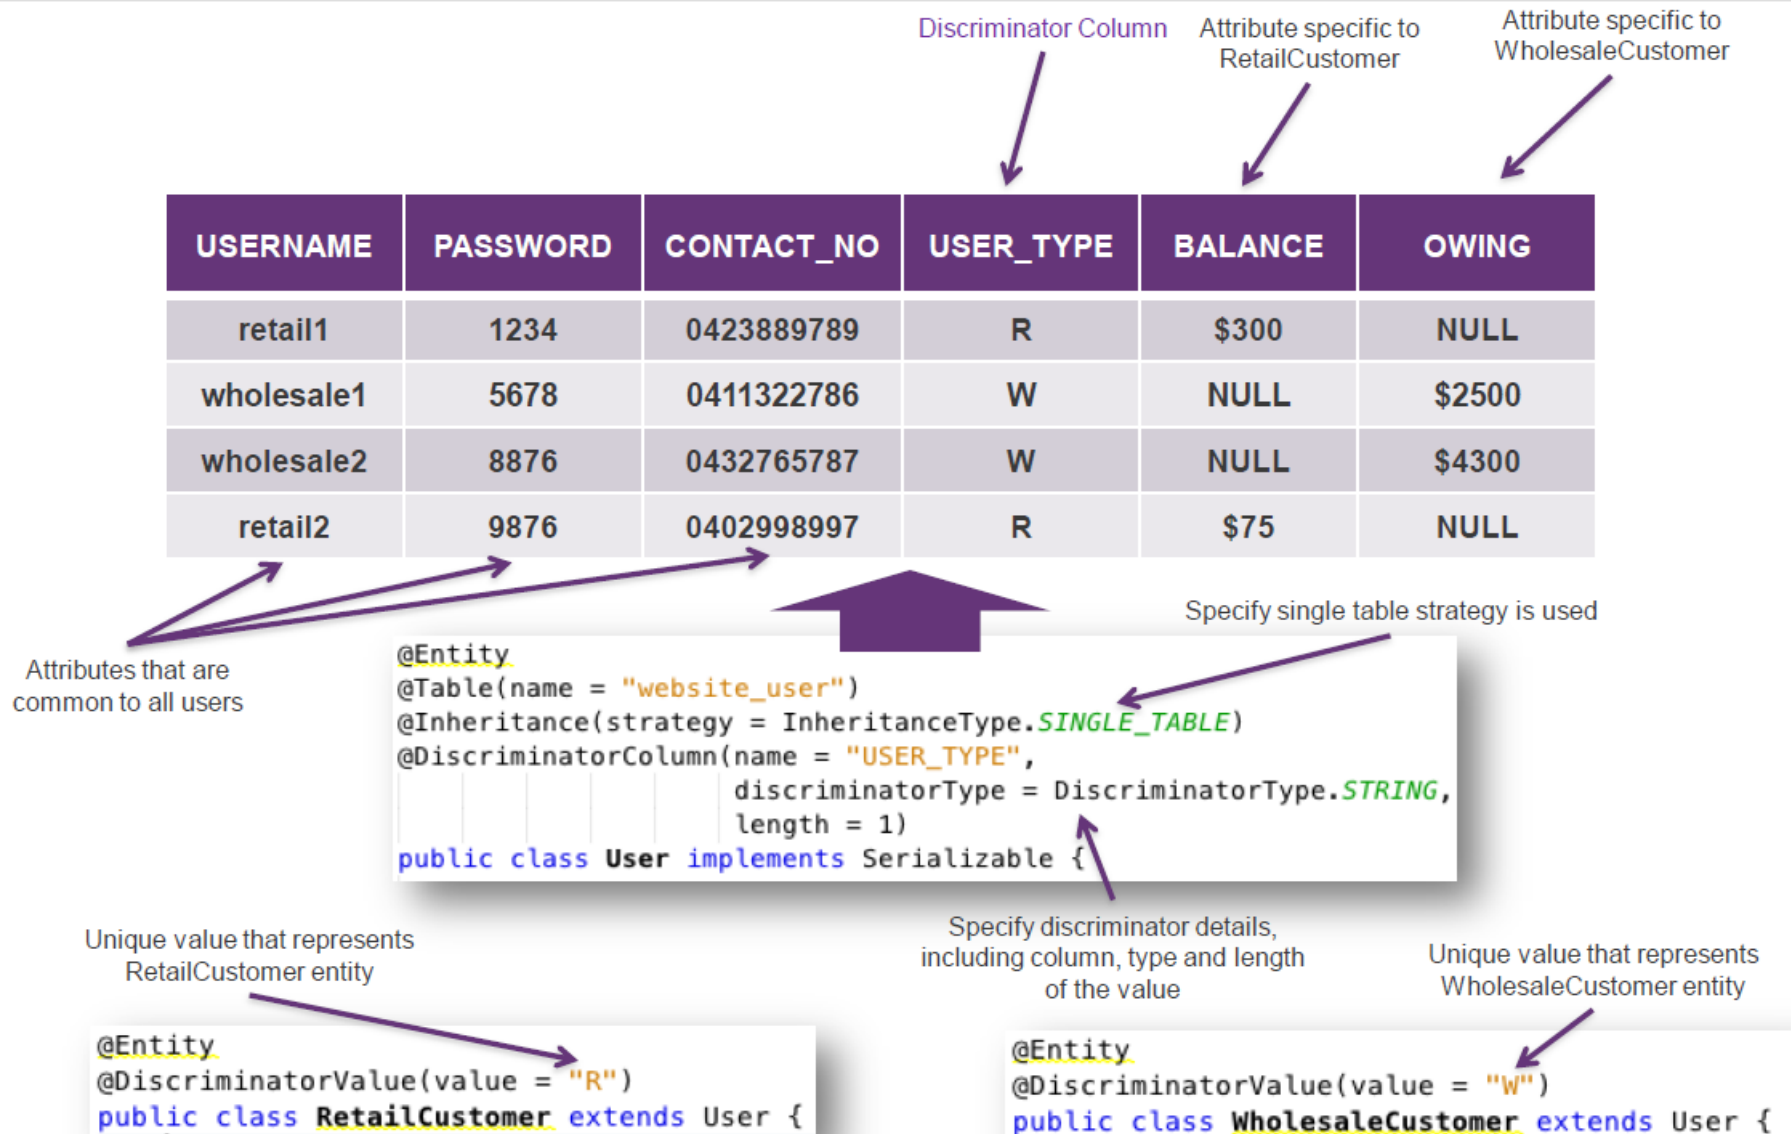 Discriminator Column
Attribute specific to
RetailCustomer
Attribute specific to
WholesaleCustomer
USERNAME PASSWORD CONTACT_NO USER_TYPE BALANCE OWING
retail1 1234 0423889789 R $300 NULL
wholesale1 5678 0411322786 W NULL $2500
wholesale2 8876 0432765787 W NULL $4300
retail2 9876 0402998997 R $75 NULL
Attributes that are
common to all users
Specify single table strategy is used
@Entity
@Table(name = "website_user")
@Inheritance(strategy = InheritanceType.SINGLE_TABLE)
@DiscriminatorColumn(name = "USER_TYPE",
discriminatorType = DiscriminatorType.STRING,
length = 1)
public class User implements Serializable {
Unique value that represents
RetailCustomer entity
Specify discriminator details,
including column, type and length
of the value
Unique value that represents
WholesaleCustomer entity
@Entity
@DiscriminatorValue(value = "R")
public class RetailCustomer extends User {
@Entity
@DiscriminatorValue(value = "W")
public class WholesaleCustomer extends User {